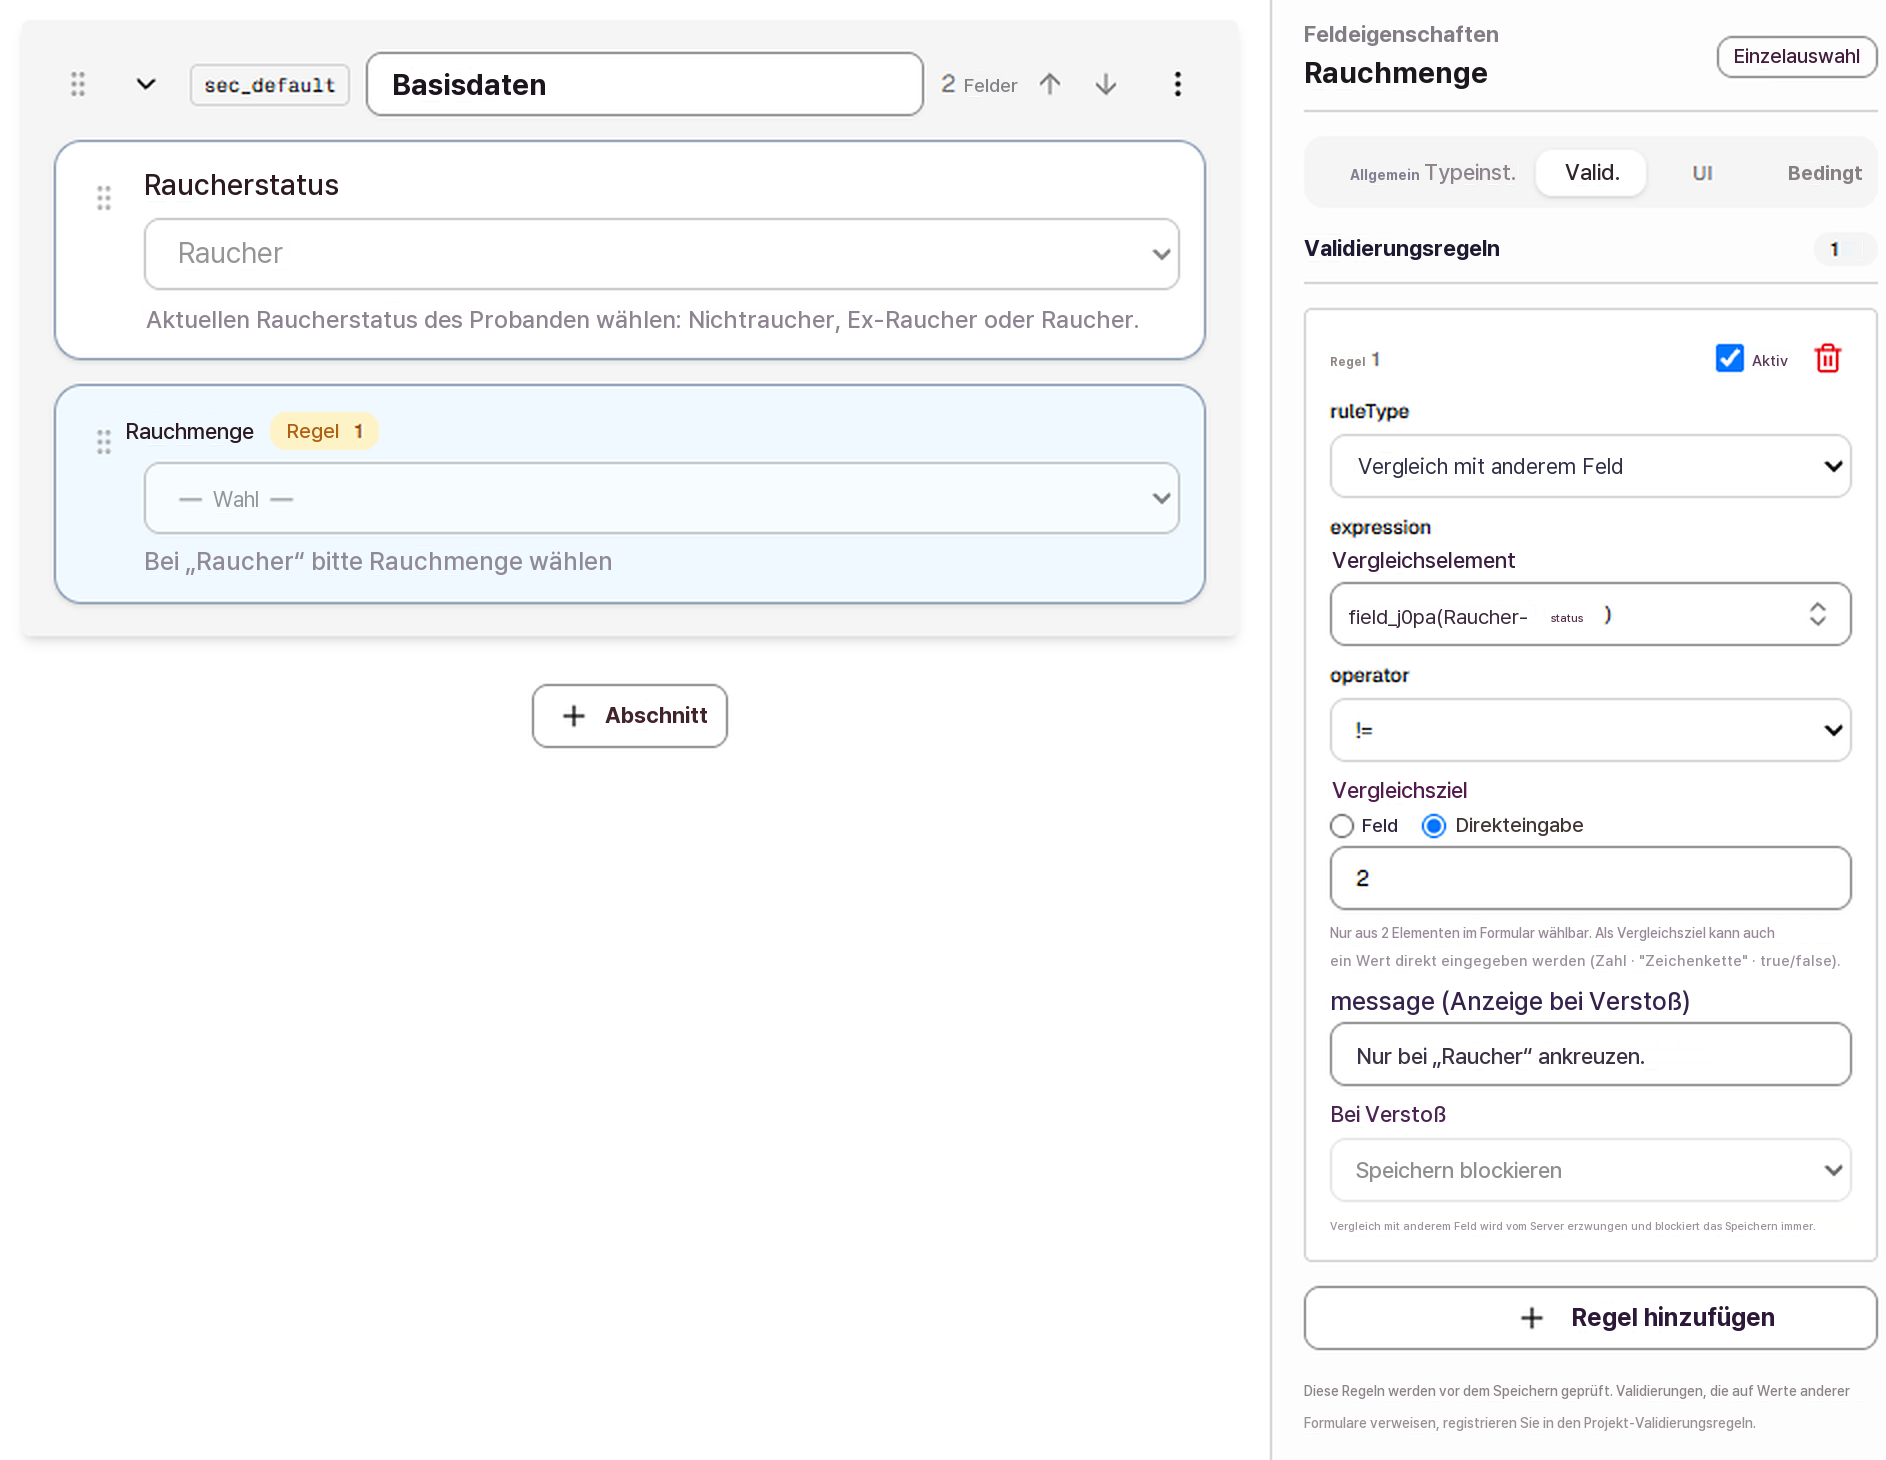 sec_default
Basisdaten
2 Felder
Raucherstatus
Raucher
Aktuellen Raucherstatus des Probanden wählen: Nichtraucher, Ex-Raucher oder Raucher.
Rauchmenge
Regel 1
— Wahl —
Bei „Raucher“ bitte Rauchmenge wählen
+ Abschnitt
Feldeigenschaften
Rauchmenge
Einzelauswahl
Allgemein Typeinst. Valid. UI Bedingt
Validierungsregeln 1
Regel 1
Aktiv
ruleType
Vergleich mit anderem Feld
expression
Vergleichselement
field_j0pa(Raucher- status )
operator
!=
Vergleichsziel
Feld Direkteingabe
2
Nur aus 2 Elementen im Formular wählbar. Als Vergleichsziel kann auch
ein Wert direkt eingegeben werden (Zahl · "Zeichenkette" · true/false).
message (Anzeige bei Verstoß)
Nur bei „Raucher“ ankreuzen.
Bei Verstoß
Speichern blockieren
Vergleich mit anderem Feld wird vom Server erzwungen und blockiert das Speichern immer.
+ Regel hinzufügen
Diese Regeln werden vor dem Speichern geprüft. Validierungen, die auf Werte anderer
Formulare verweisen, registrieren Sie in den Projekt-Validierungsregeln.